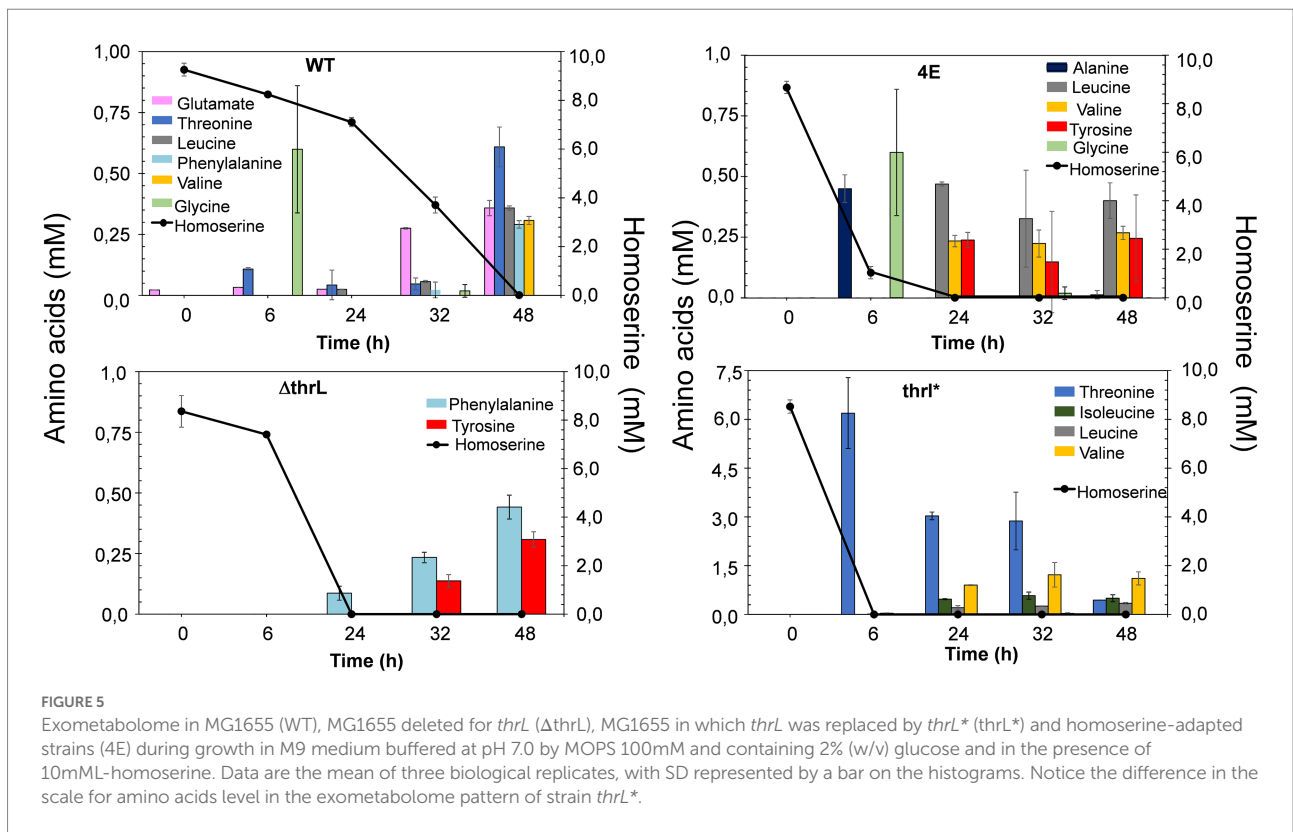 WT
1,00
0,75
0,50
0,25
0,0
Amino acids (mM)
Glutamate
Threonine
Leucine
Phenylalanine
Valine
Glycine
Homoserine
10,0
8,0
6,0
4,0
2,0
0,0
Homoserine (mM)
0 6 24 32 48
Time (h)
4E
1,0
0,75
0,50
0,25
0,0
Amino acids (mM)
Alanine
Leucine
Valine
Tyrosine
Glycine
Homoserine
10,0
8,0
6,0
4,0
2,0
0,0
Homoserine (mM)
0 6 24 32 48
Time (h)
ΔthrL
1,0
0,75
0,50
0,25
0,0
Phenylalanine
Tyrosine
Homoserine
10,0
8,0
6,0
4,0
2,0
0,0
0 6 24 32 48
Time (h)
thrl*
7,5
6,0
4,5
3,0
1,5
0,0
Threonine
Isoleucine
Leucine
Valine
Homoserine
10,0
8,0
6,0
4,0
2,0
0,0
0 6 24 32 48
Time (h)
FIGURE 5
Exometabolome in MG1655 (WT), MG1655 deleted for thrL (ΔthrL), MG1655 in which thrL was replaced by thrL* (thrL*) and homoserine-adapted
strains (4E) during growth in M9 medium buffered at pH 7.0 by MOPS 100mM and containing 2% (w/v) glucose and in the presence of
10mML-homoserine. Data are the mean of three biological replicates, with SD represented by a bar on the histograms. Notice the difference in the
scale for amino acids level in the exometabolome pattern of strain thrL*.